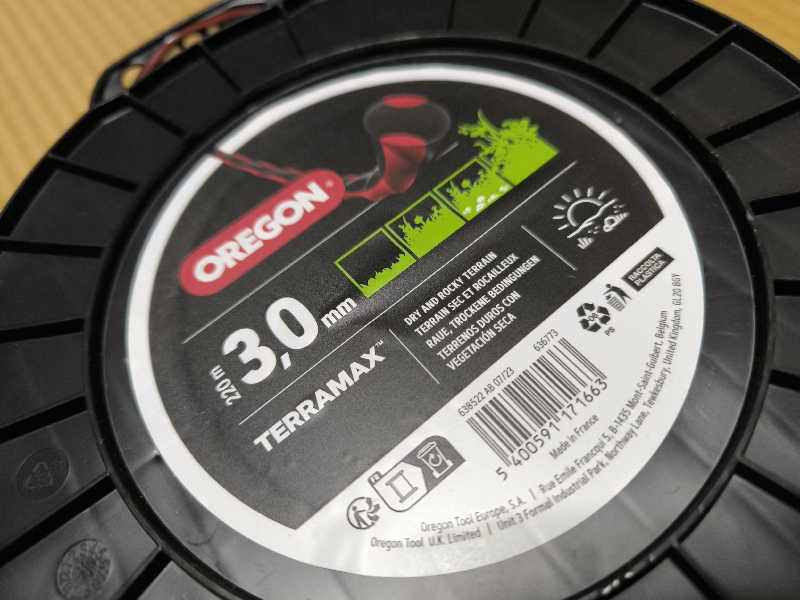 OREGON®
220 m
3,0 mm
TERRAMAX™
DRY AND ROCKY TERRAIN
TERRAIN SEC ET ROCAILLEUX
RAUE, TROCKENE BEDINGUNGEN
TERRENOS DUROS CON
VEGETACIÓN SECA
638522 AB 07/23
636773
5 400591 171663
Made in France
06
PS
RACCOLTA
PLASTICA
FR
Oregon Tool Europe, S.A. | Rue Emile Francqui 5, B-1435 Mont-Saint-Guibert, Belgium
Oregon Tool U.K. Limited | Unit 3 Formal Industrial Park, Northway Lane, Tewkesbury, United Kingdom, GL20 8GY